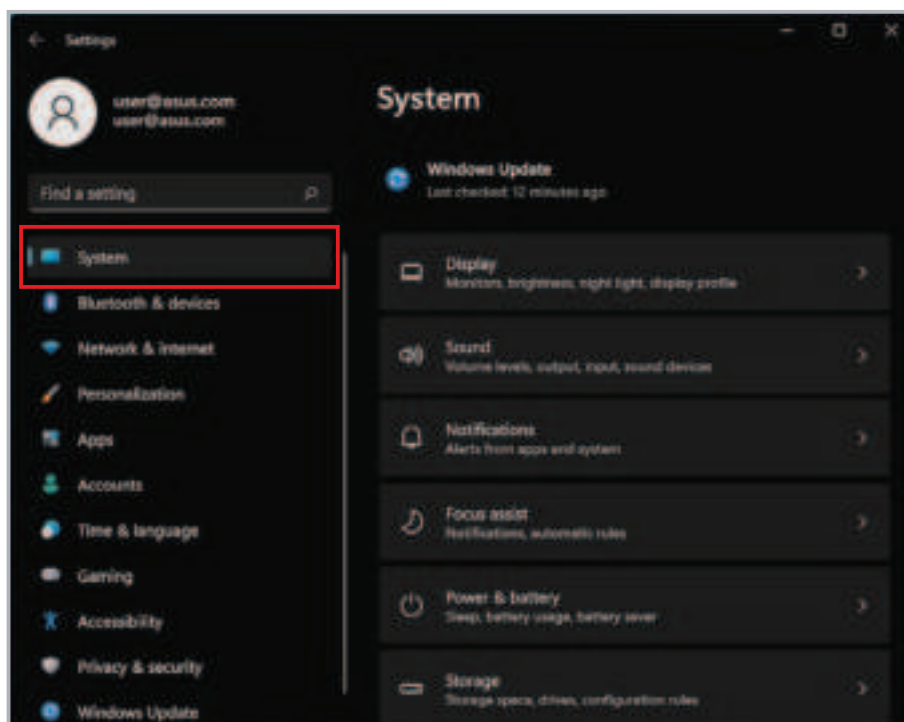 Settings
user@asus.com
user@asus.com
Find a setting
System
Bluetooth & devices
Network & internet
Personalization
Apps
Accounts
Time & language
Gaming
Accessibility
Privacy & security
Windows Update
System
Windows Update
Last checked: 12 minutes ago
Display
Monitors, brightness, night light, display profile
Sound
Volume levels, output, input, sound devices
Notifications
Alerts from apps and system
Focus assist
Notifications, automatic rules
Power & battery
Sleep, battery usage, battery saver
Storage
Storage space, drives, configuration rules